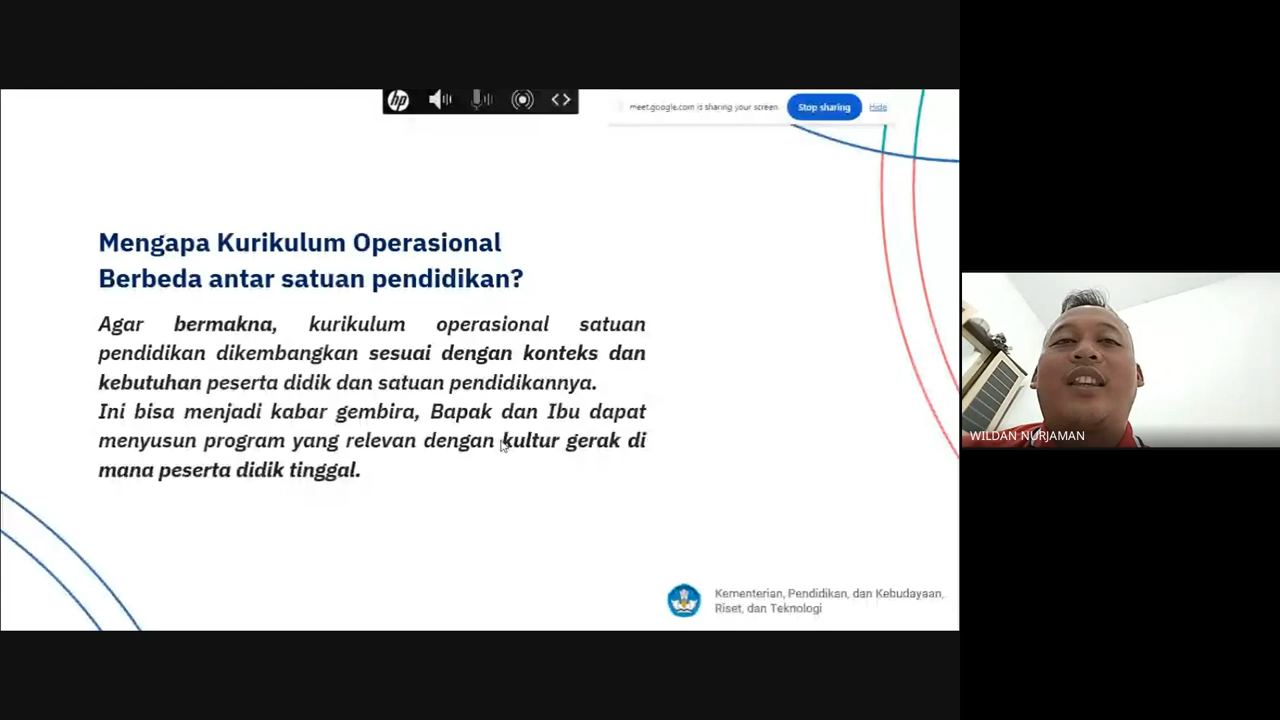 hp
meet.google.com is sharing your screen.
Stop sharing
Hide
Mengapa Kurikulum Operasional
Berbeda antar satuan pendidikan?
Agar bermakna, kurikulum operasional satuan
pendidikan dikembangkan sesuai dengan konteks dan
kebutuhan peserta didik dan satuan pendidikannya.
Ini bisa menjadi kabar gembira, Bapak dan Ibu dapat
menyusun program yang relevan dengan kultur gerak di
mana peserta didik tinggal.
WILDAN NURJAMAN
Kementerian, Pendidikan, dan Kebudayaan,
Riset, dan Teknologi